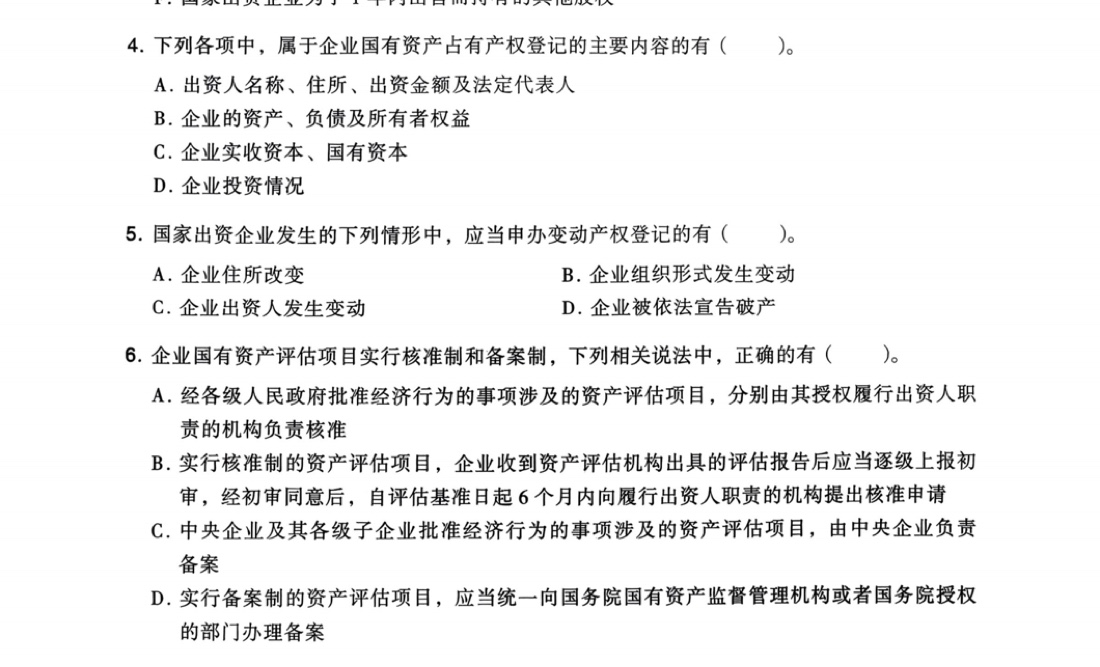 4. 下列各项中，属于企业国有资产占有产权登记的主要内容的有（　　）。
A. 出资人名称、住所、出资金额及法定代表人
B. 企业的资产、负债及所有者权益
C. 企业实收资本、国有资本
D. 企业投资情况
5. 国家出资企业发生的下列情形中，应当申办变动产权登记的有（　　）。
A. 企业住所改变
B. 企业组织形式发生变动
C. 企业出资人发生变动
D. 企业被依法宣告破产
6. 企业国有资产评估项目实行核准制和备案制，下列相关说法中，正确的有（　　）。
A. 经各级人民政府批准经济行为的事项涉及的资产评估项目，分别由其授权履行出资人职
责的机构负责核准
B. 实行核准制的资产评估项目，企业收到资产评估机构出具的评估报告后应当逐级上报初
审，经初审同意后，自评估基准日起 6 个月内向履行出资人职责的机构提出核准申请
C. 中央企业及其各级子企业批准经济行为的事项涉及的资产评估项目，由中央企业负责
备案
D. 实行备案制的资产评估项目，应当统一向国务院国有资产监督管理机构或者国务院授权
的部门办理备案